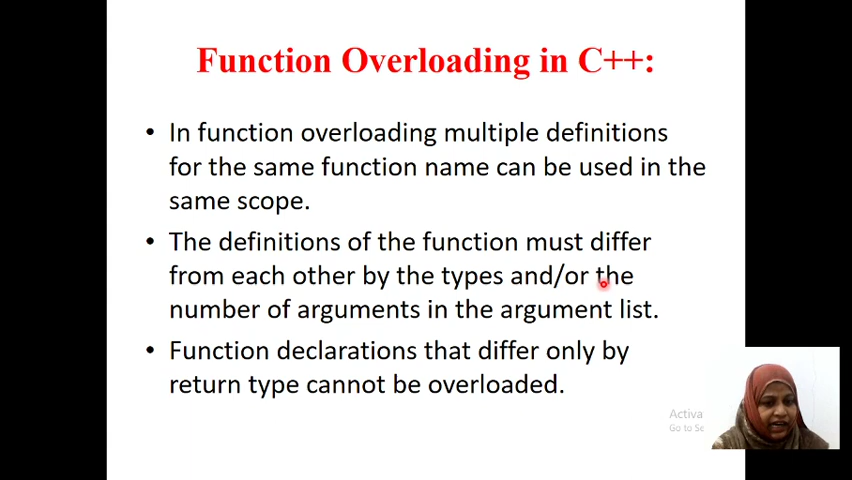 Function Overloading in C++:
• In function overloading multiple definitions
for the same function name can be used in the
same scope.
• The definitions of the function must differ
from each other by the types and/or the
number of arguments in the argument list.
• Function declarations that differ only by
return type cannot be overloaded.
Activa
Go to Se